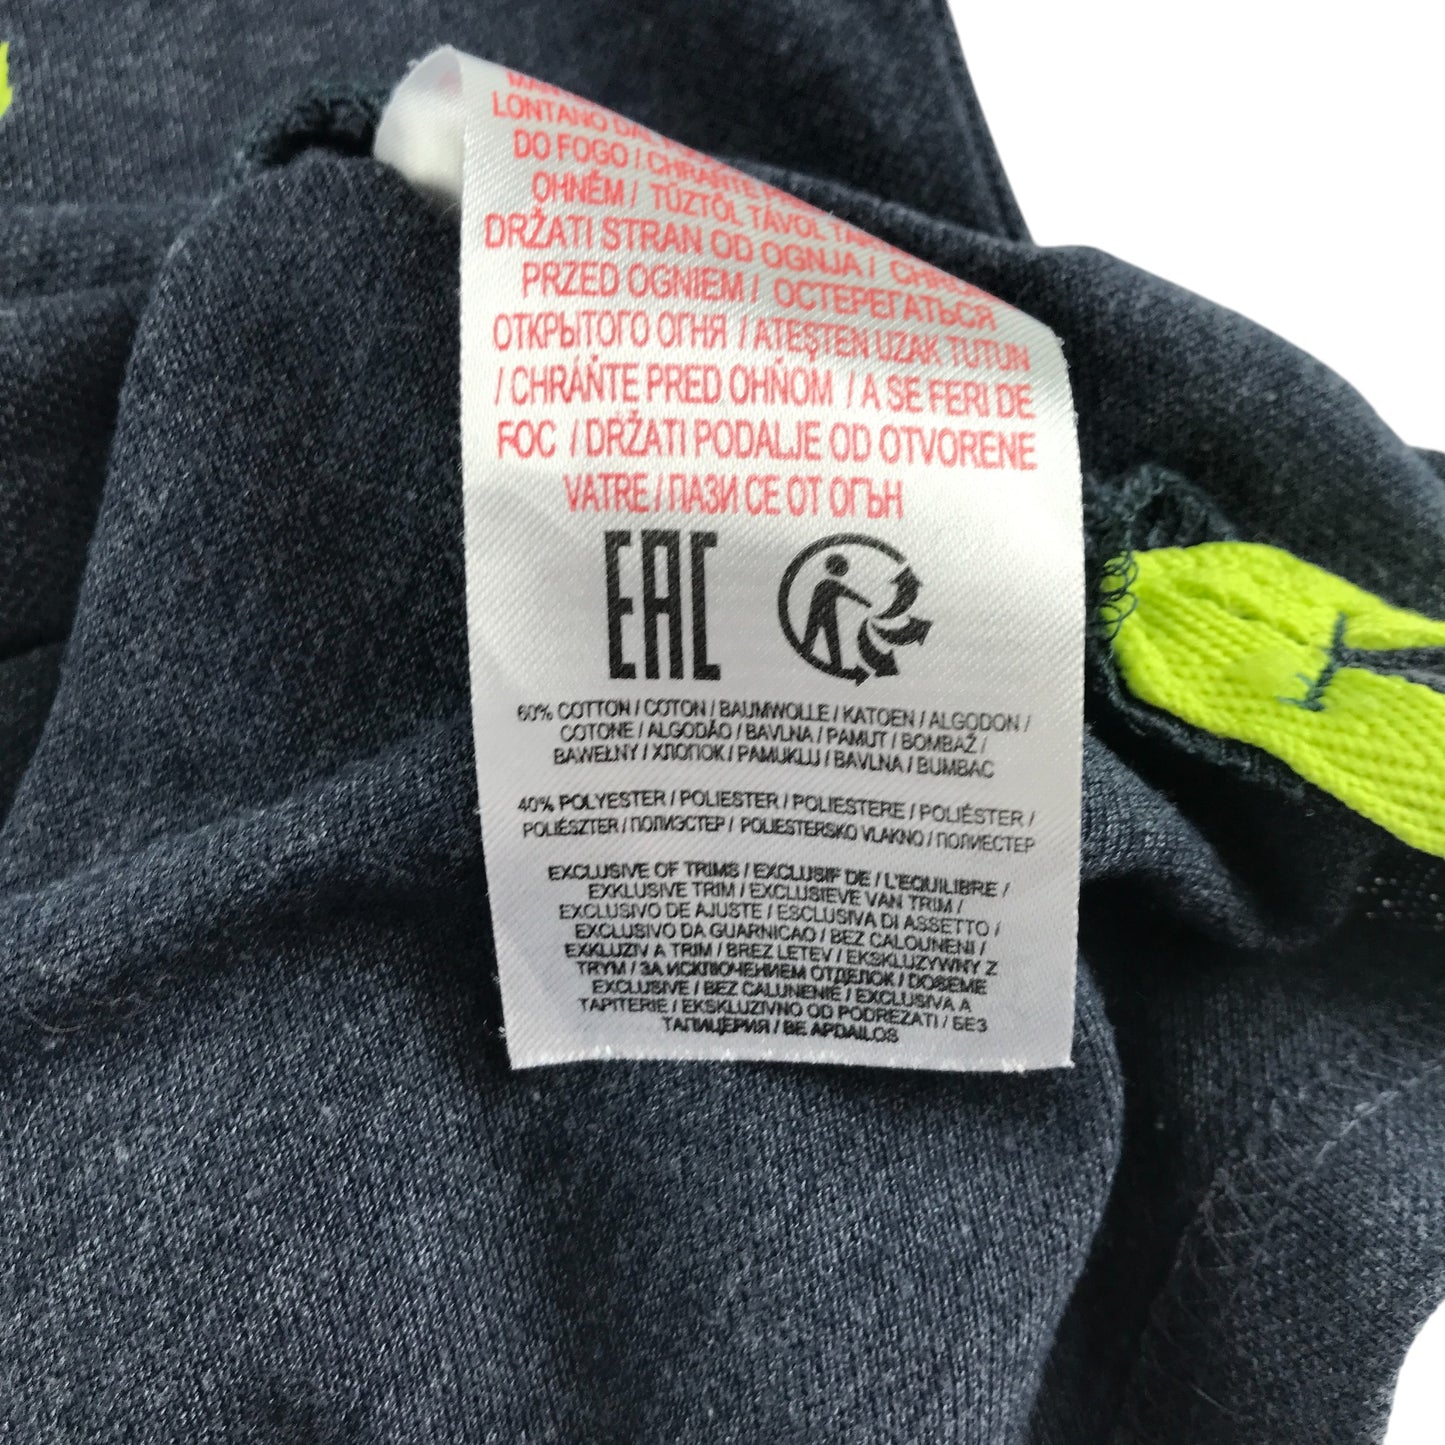 LONTANO DAL
DO FOGO / CHRAŇTE
OHNĚM / TŰZTŐL TÁVOL
DRŽATI STRAN OD OGNJA /
PRZED OGNIEM / ОСТЕРЕГАТЬСЯ
ОТКРЫТОГО ОГНЯ / ATEŞTEN UZAK TUTUN
/ CHRÁŇTE PRED OHŇOM / A SE FERI DE
FOC / DRŽATI PODALJE OD OTVORENE
VATRE / ПАЗИ СЕ ОТ ОГЪН
EAC
60% COTTON / COTON / BAUMWOLLE / KATOEN / ALGODON /
COTONE / ALGODÃO / BAVLNA / PAMUT / BOMBAŽ /
BAWEŁNY / ХЛОПОК / PAMUKLU / BAVLNA / BUMBAC
40% POLYESTER / POLIESTER / POLIESTERE / POLIÉSTER /
POLIÉSZTER / ПОЛИЭСТЕР / POLIESTERSKO VLAKNO / ПОЛИЕСТЕР
EXCLUSIVE OF TRIMS / EXCLUSIF DE / L'EQUILIBRE /
EXKLUSIVE TRIM / EXCLUSIEVE VAN TRIM /
EXCLUSIVO DE AJUSTE / ESCLUSIVA DI ASSETTO /
EXCLUSIVO DA GUARNICAO / BEZ CALOUNENI /
EXKLUZIV A TRIM / BREZ LETEV / EKSKLUZYWNY Z
TRYM / ЗА ИСКЛЮЧЕНИЕМ ОТДЕЛОК / DOSEME
EXCLUSIVE / BEZ CALUNENIE / EXCLUSIVA A
TAPITERIE / EKSKLUZIVNO OD PODREZATI / БЕЗ
ТАПИЦЕРИЯ / BE APDAILOS